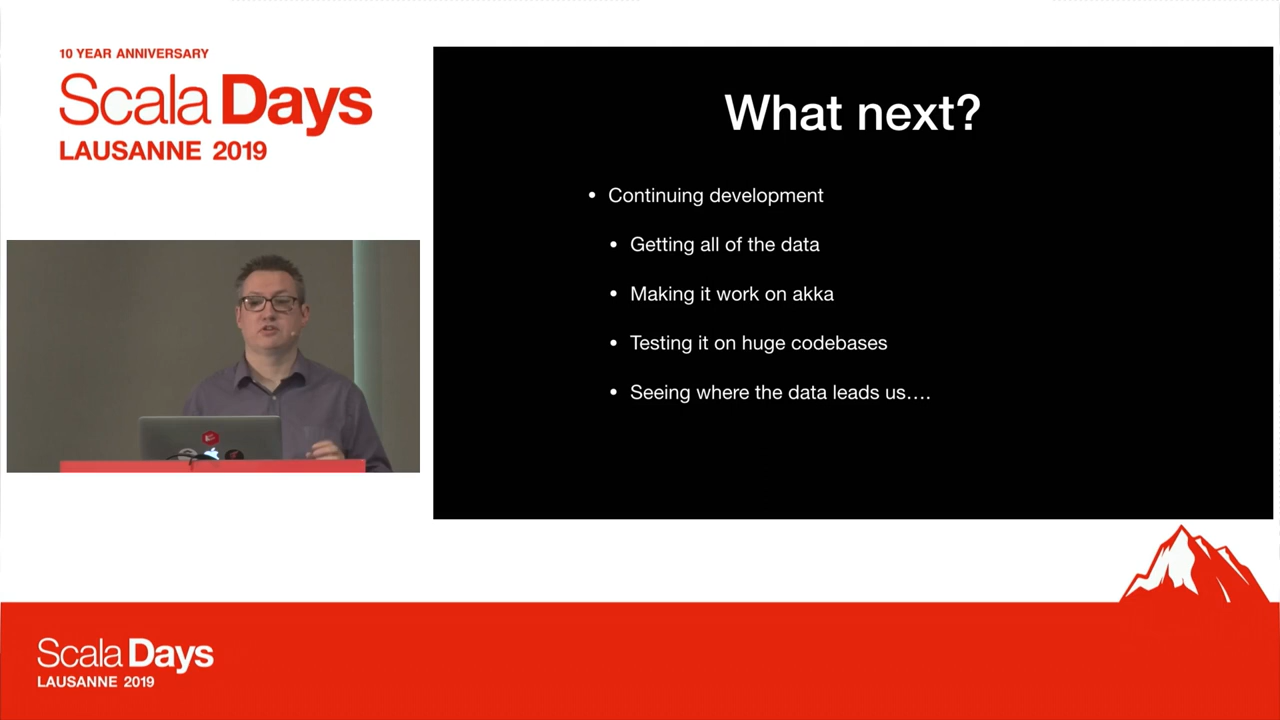 10 YEAR ANNIVERSARY
Scala Days
LAUSANNE 2019
What next?
• Continuing development
• Getting all of the data
• Making it work on akka
• Testing it on huge codebases
• Seeing where the data leads us….
Scala Days
LAUSANNE 2019